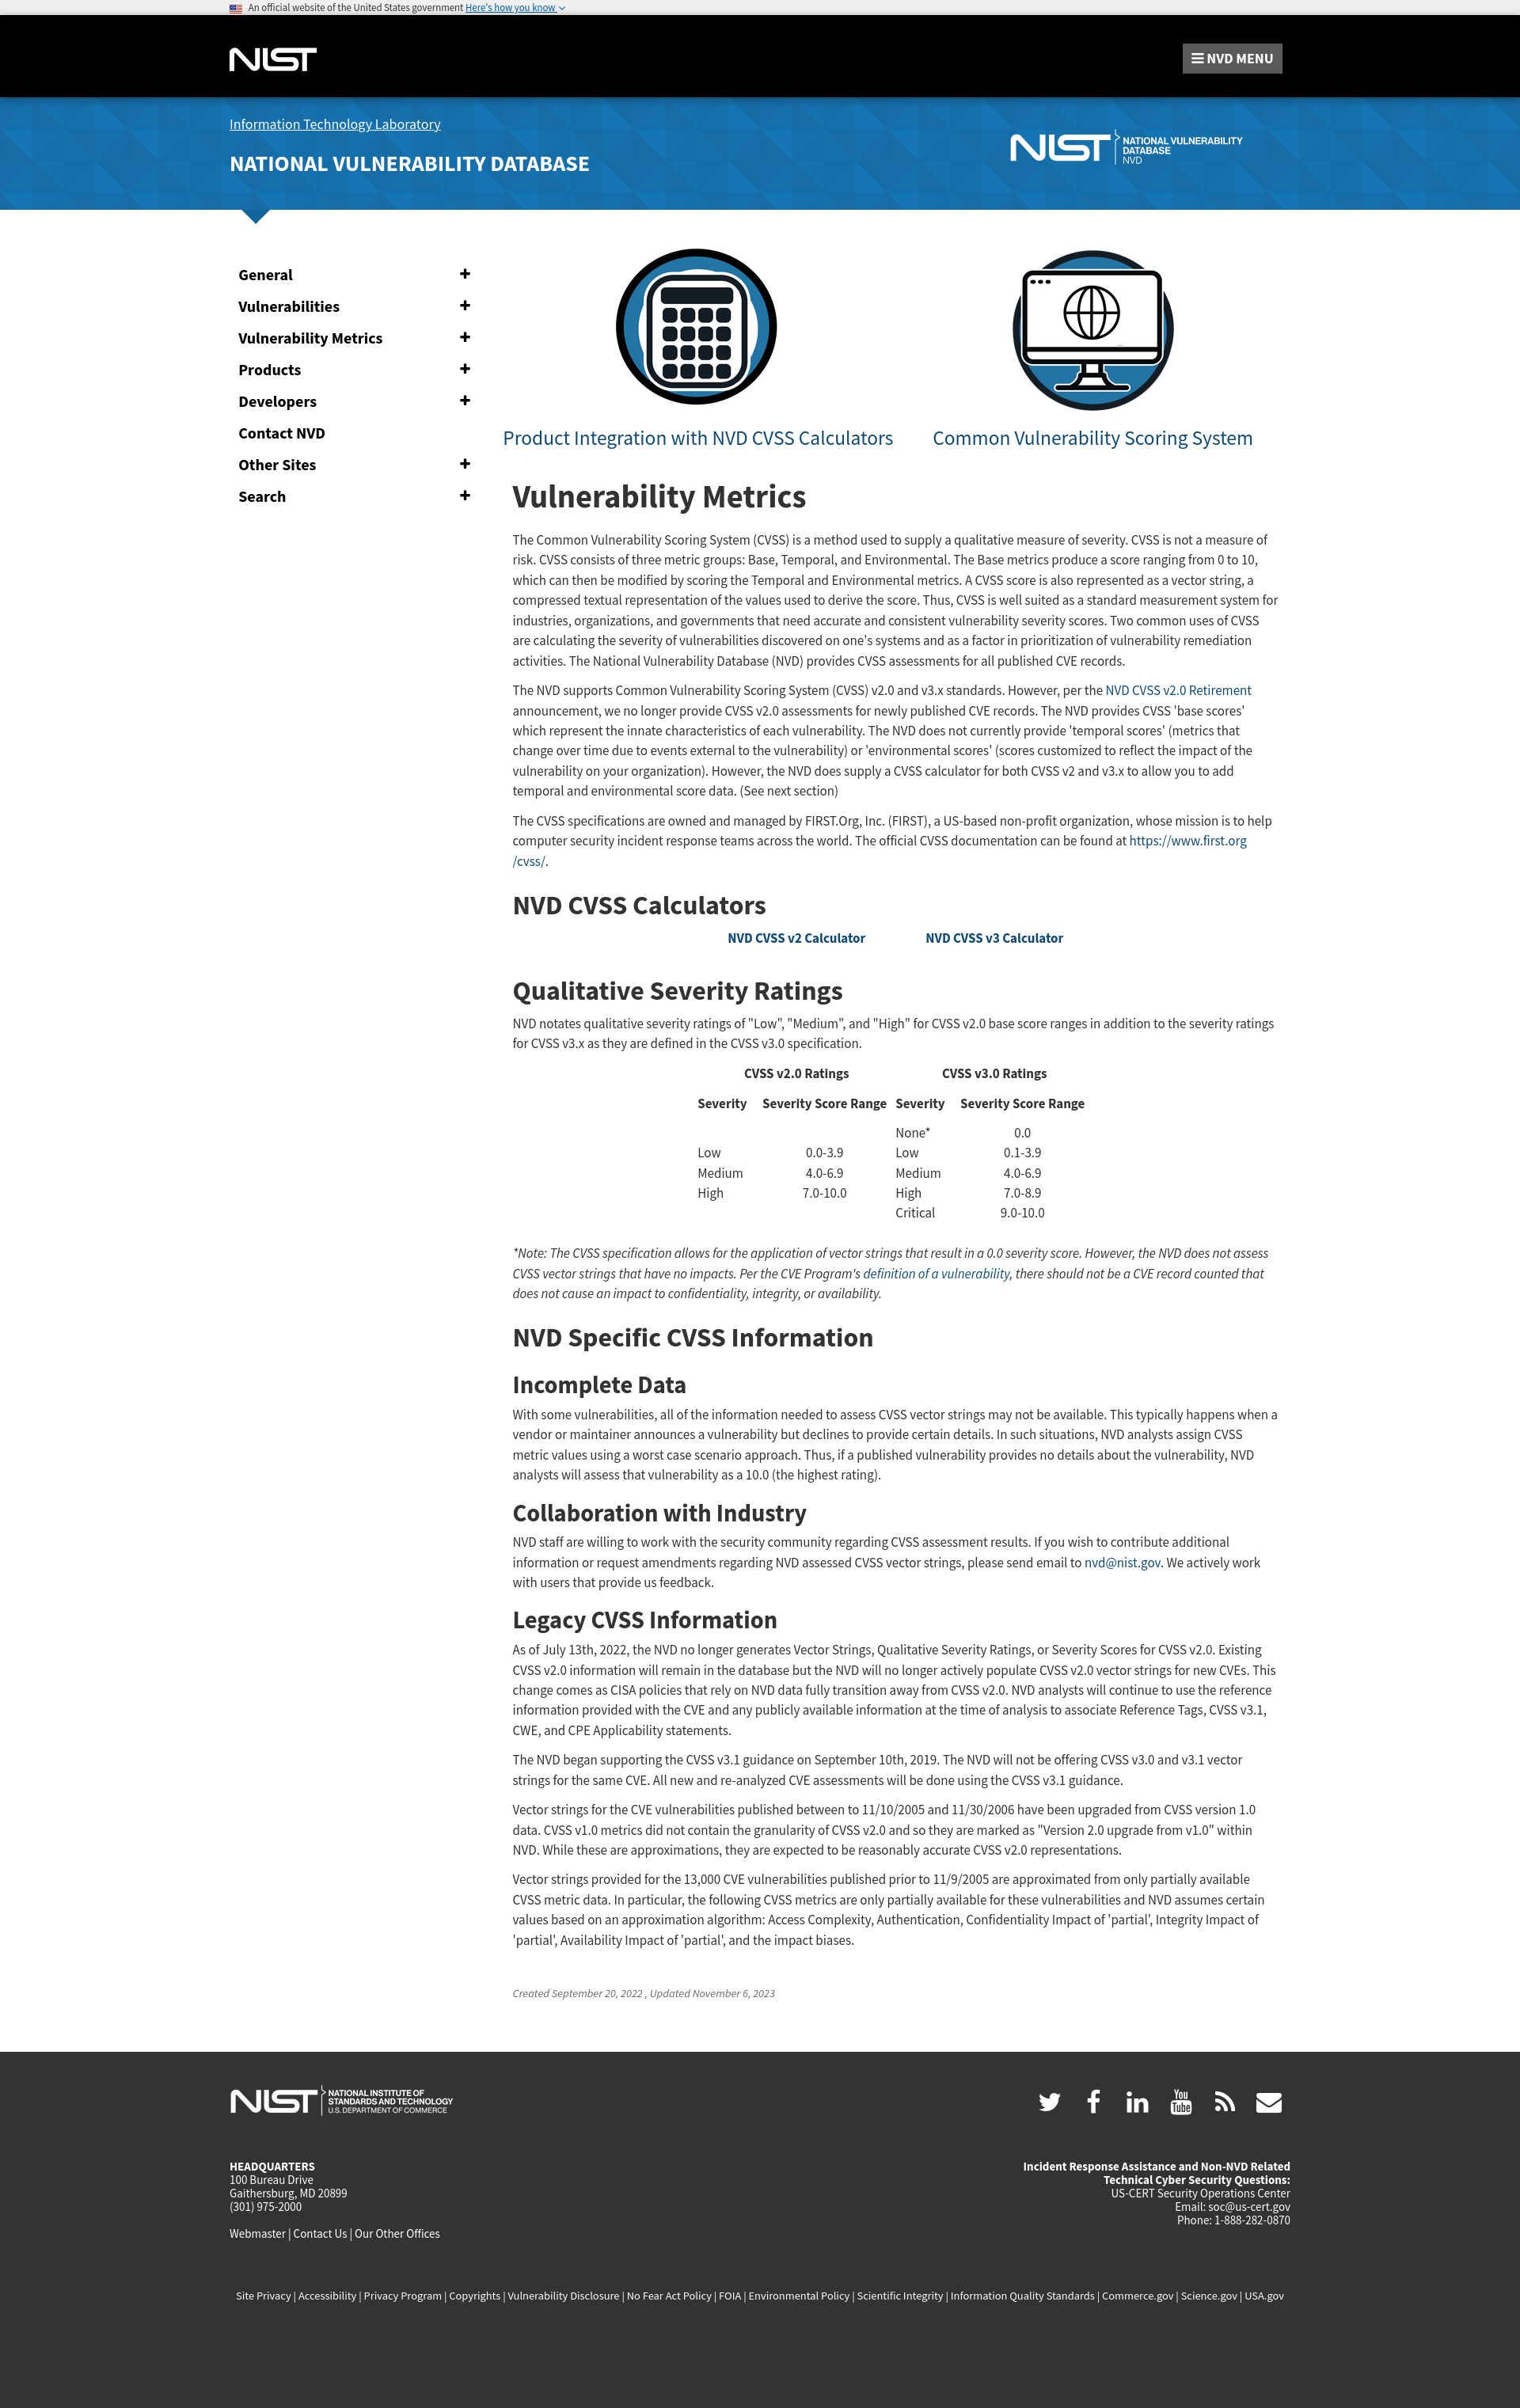 An official website of the United States government Here's how you know
NIST
NVD MENU
Information Technology Laboratory
NATIONAL VULNERABILITY DATABASE
NIST
NATIONAL VULNERABILITY
DATABASE
NVD
General
Vulnerabilities
Vulnerability Metrics
Products
Developers
Contact NVD
Other Sites
Search
Product Integration with NVD CVSS Calculators
Common Vulnerability Scoring System
Vulnerability Metrics
The Common Vulnerability Scoring System (CVSS) is a method used to supply a qualitative measure of severity. CVSS is not a measure of
risk. CVSS consists of three metric groups: Base, Temporal, and Environmental. The Base metrics produce a score ranging from 0 to 10,
which can then be modified by scoring the Temporal and Environmental metrics. A CVSS score is also represented as a vector string, a
compressed textual representation of the values used to derive the score. Thus, CVSS is well suited as a standard measurement system for
industries, organizations, and governments that need accurate and consistent vulnerability severity scores. Two common uses of CVSS
are calculating the severity of vulnerabilities discovered on one's systems and as a factor in prioritization of vulnerability remediation
activities. The National Vulnerability Database (NVD) provides CVSS assessments for all published CVE records.
The NVD supports Common Vulnerability Scoring System (CVSS) v2.0 and v3.x standards. However, per the NVD CVSS v2.0 Retirement
announcement, we no longer provide CVSS v2.0 assessments for newly published CVE records. The NVD provides CVSS 'base scores'
which represent the innate characteristics of each vulnerability. The NVD does not currently provide 'temporal scores' (metrics that
change over time due to events external to the vulnerability) or 'environmental scores' (scores customized to reflect the impact of the
vulnerability on your organization). However, the NVD does supply a CVSS calculator for both CVSS v2 and v3.x to allow you to add
temporal and environmental score data. (See next section)
The CVSS specifications are owned and managed by FIRST.Org, Inc. (FIRST), a US-based non-profit organization, whose mission is to help
computer security incident response teams across the world. The official CVSS documentation can be found at https://www.first.org
/cvss/.
NVD CVSS Calculators
NVD CVSS v2 Calculator NVD CVSS v3 Calculator
Qualitative Severity Ratings
NVD notates qualitative severity ratings of "Low", "Medium", and "High" for CVSS v2.0 base score ranges in addition to the severity ratings
for CVSS v3.x as they are defined in the CVSS v3.0 specification.
CVSS v2.0 Ratings CVSS v3.0 Ratings
Severity Severity Score Range Severity Severity Score Range
None* 0.0
Low 0.0-3.9 Low 0.1-3.9
Medium 4.0-6.9 Medium 4.0-6.9
High 7.0-10.0 High 7.0-8.9
Critical 9.0-10.0
*Note: The CVSS specification allows for the application of vector strings that result in a 0.0 severity score. However, the NVD does not assess
CVSS vector strings that have no impacts. Per the CVE Program's definition of a vulnerability, there should not be a CVE record counted that
does not cause an impact to confidentiality, integrity, or availability.
NVD Specific CVSS Information
Incomplete Data
With some vulnerabilities, all of the information needed to assess CVSS vector strings may not be available. This typically happens when a
vendor or maintainer announces a vulnerability but declines to provide certain details. In such situations, NVD analysts assign CVSS
metric values using a worst case scenario approach. Thus, if a published vulnerability provides no details about the vulnerability, NVD
analysts will assess that vulnerability as a 10.0 (the highest rating).
Collaboration with Industry
NVD staff are willing to work with the security community regarding CVSS assessment results. If you wish to contribute additional
information or request amendments regarding NVD assessed CVSS vector strings, please send email to nvd@nist.gov. We actively work
with users that provide us feedback.
Legacy CVSS Information
As of July 13th, 2022, the NVD no longer generates Vector Strings, Qualitative Severity Ratings, or Severity Scores for CVSS v2.0. Existing
CVSS v2.0 information will remain in the database but the NVD will no longer actively populate CVSS v2.0 vector strings for new CVEs. This
change comes as CISA policies that rely on NVD data fully transition away from CVSS v2.0. NVD analysts will continue to use the reference
information provided with the CVE and any publicly available information at the time of analysis to associate Reference Tags, CVSS v3.1,
CWE, and CPE Applicability statements.
The NVD began supporting the CVSS v3.1 guidance on September 10th, 2019. The NVD will not be offering CVSS v3.0 and v3.1 vector
strings for the same CVE. All new and re-analyzed CVE assessments will be done using the CVSS v3.1 guidance.
Vector strings for the CVE vulnerabilities published between to 11/10/2005 and 11/30/2006 have been upgraded from CVSS version 1.0
data. CVSS v1.0 metrics did not contain the granularity of CVSS v2.0 and so they are marked as "Version 2.0 upgrade from v1.0" within
NVD. While these are approximations, they are expected to be reasonably accurate CVSS v2.0 representations.
Vector strings provided for the 13,000 CVE vulnerabilities published prior to 11/9/2005 are approximated from only partially available
CVSS metric data. In particular, the following CVSS metrics are only partially available for these vulnerabilities and NVD assumes certain
values based on an approximation algorithm: Access Complexity, Authentication, Confidentiality Impact of 'partial', Integrity Impact of
'partial', Availability Impact of 'partial', and the impact biases.
Created September 20, 2022 , Updated November 6, 2023
NIST
NATIONAL INSTITUTE OF
STANDARDS AND TECHNOLOGY
U.S. DEPARTMENT OF COMMERCE
You
Tube
HEADQUARTERS
100 Bureau Drive
Gaithersburg, MD 20899
(301) 975-2000
Webmaster | Contact Us | Our Other Offices
Incident Response Assistance and Non-NVD Related
Technical Cyber Security Questions:
US-CERT Security Operations Center
Email: soc@us-cert.gov
Phone: 1-888-282-0870
Site Privacy | Accessibility | Privacy Program | Copyrights | Vulnerability Disclosure | No Fear Act Policy | FOIA | Environmental Policy | Scientific Integrity | Information Quality Standards | Commerce.gov | Science.gov | USA.gov